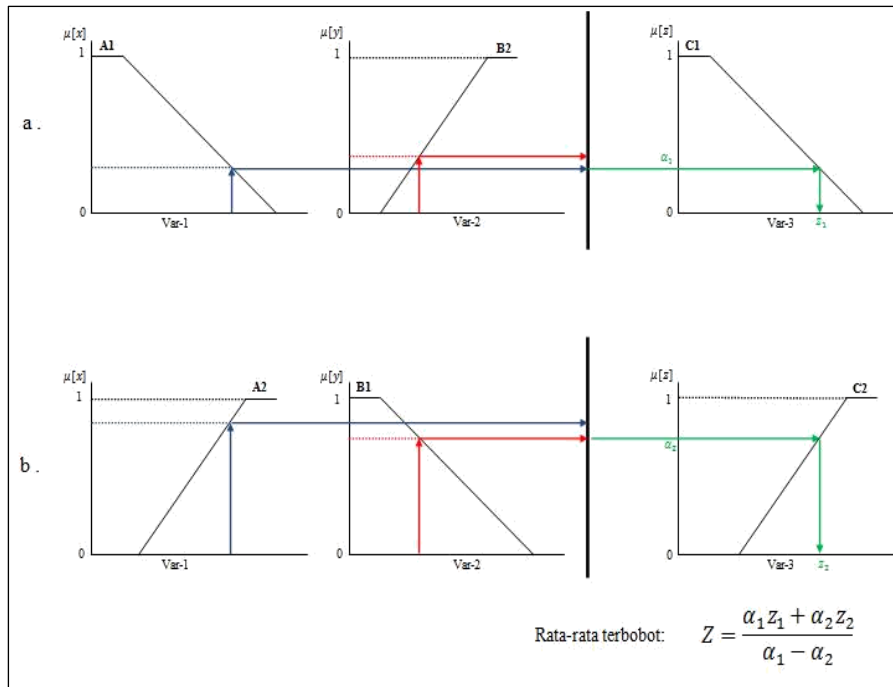 μ[x] A1 μ[y] B2 μ[z] C1
1 1 1
a .
α₁
0 0 0
Var-1 Var-2 Var-3 z₁
μ[x] A2 μ[y] B1 μ[z] C2
1 1 1
b .
α₂
0 0 0
Var-1 Var-2 Var-3 z₂
Rata-rata terbobot: Z = (α₁z₁ + α₂z₂) / (α₁ − α₂)